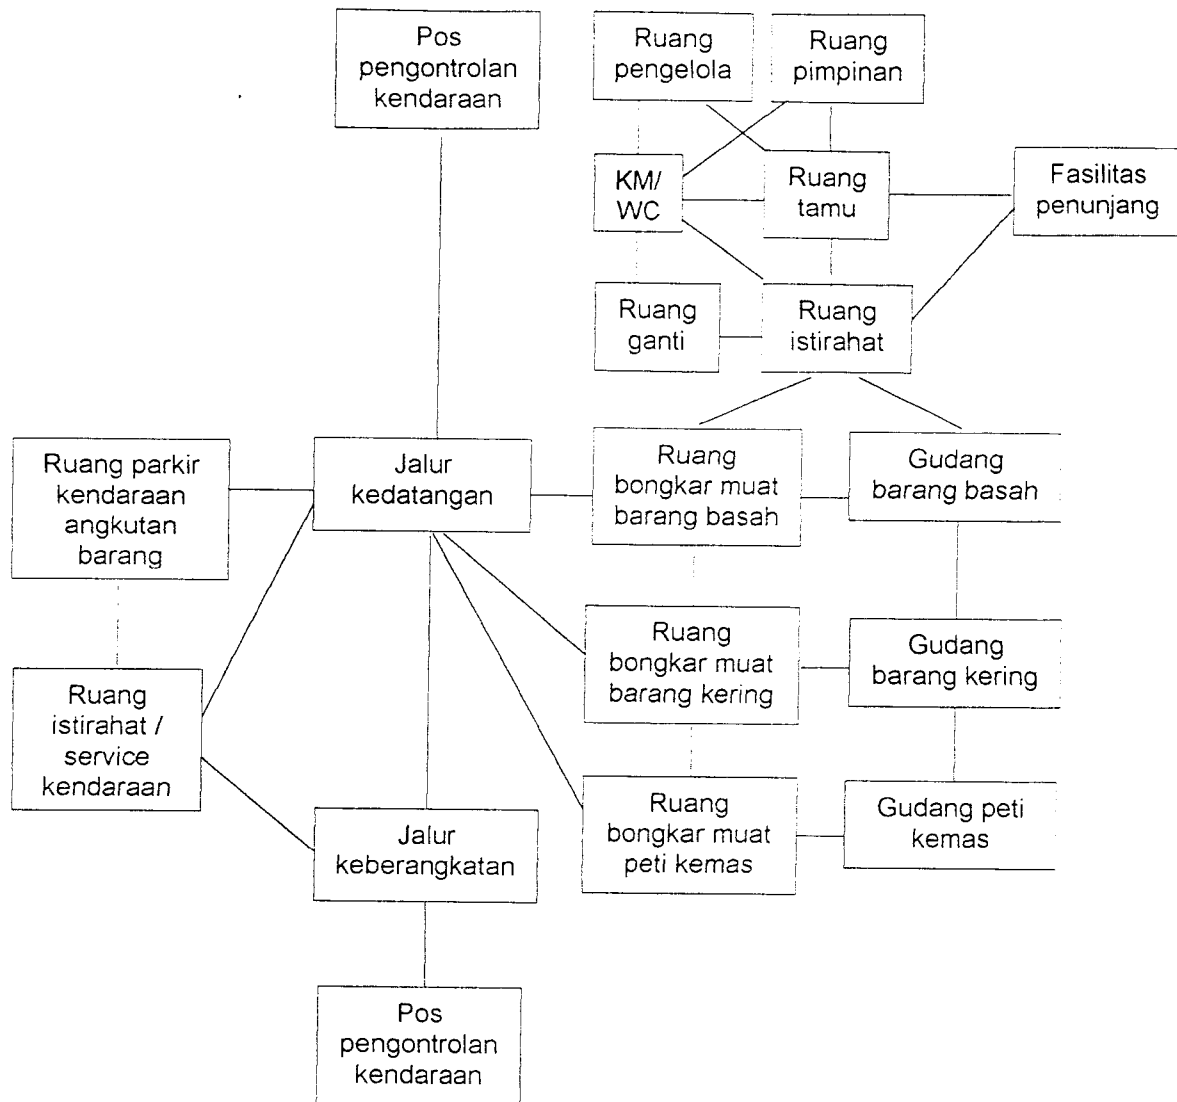 Pos
pengontrolan
kendaraan
Ruang
pengelola
Ruang
pimpinan
KM/
WC
Ruang
tamu
Fasilitas
penunjang
Ruang
ganti
Ruang
istirahat
Ruang parkir
kendaraan
angkutan
barang
Jalur
kedatangan
Ruang
bongkar muat
barang basah
Gudang
barang basah
Ruang
istirahat /
service
kendaraan
Ruang
bongkar muat
barang kering
Gudang
barang kering
Jalur
keberangkatan
Ruang
bongkar muat
peti kemas
Gudang peti
kemas
Pos
pengontrolan
kendaraan